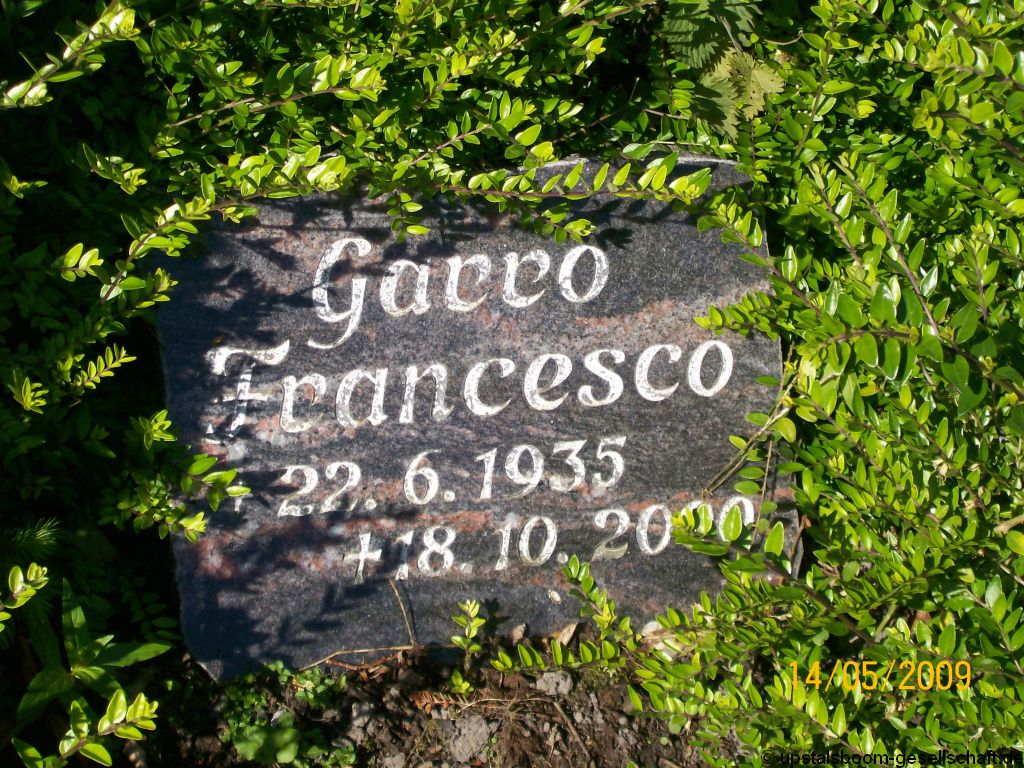 Garro
Francesco
* 22. 6. 1935
+ 18. 10. 2000
14/05/2009
© upstalsboom-gesellschaft.de